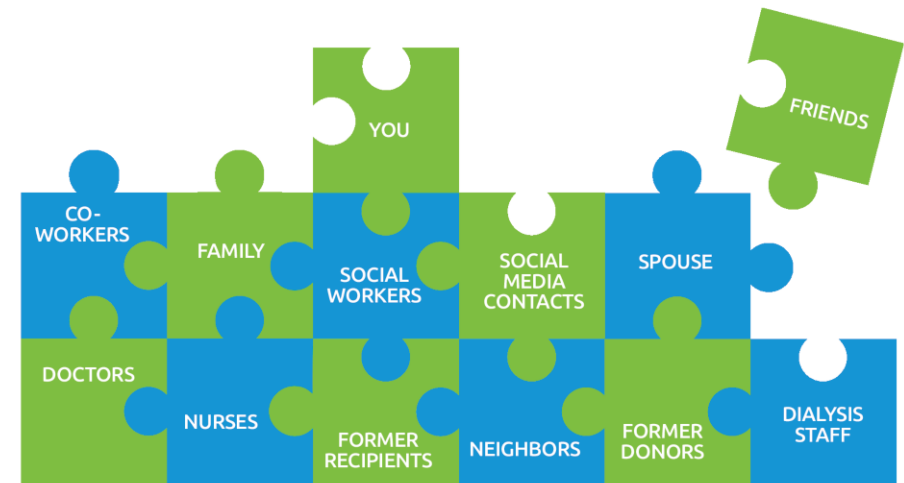 YOU
FRIENDS
CO-
WORKERS
FAMILY
SOCIAL
WORKERS
SOCIAL
MEDIA
CONTACTS
SPOUSE
DOCTORS
NURSES
FORMER
RECIPIENTS
NEIGHBORS
FORMER
DONORS
DIALYSIS
STAFF